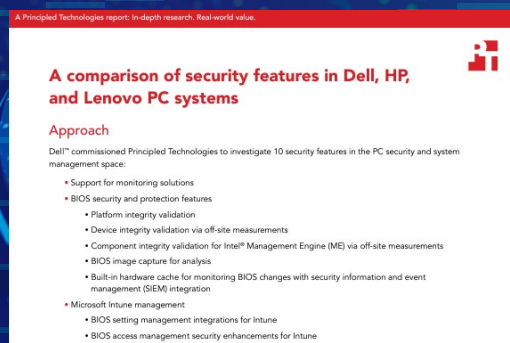 A Principled Technologies report: In-depth research. Real-world value.
PT
A comparison of security features in Dell, HP,
and Lenovo PC systems
Approach
Dell™ commissioned Principled Technologies to investigate 10 security features in the PC security and system
management space:
▪ Support for monitoring solutions
▪ BIOS security and protection features
• Platform integrity validation
• Device integrity validation via off-site measurements
• Component integrity validation for Intel® Management Engine (ME) via off-site measurements
• BIOS image capture for analysis
• Built-in hardware cache for monitoring BIOS changes with security information and event
management (SIEM) integration
▪ Microsoft Intune management
• BIOS setting management integrations for Intune
• BIOS access management security enhancements for Intune